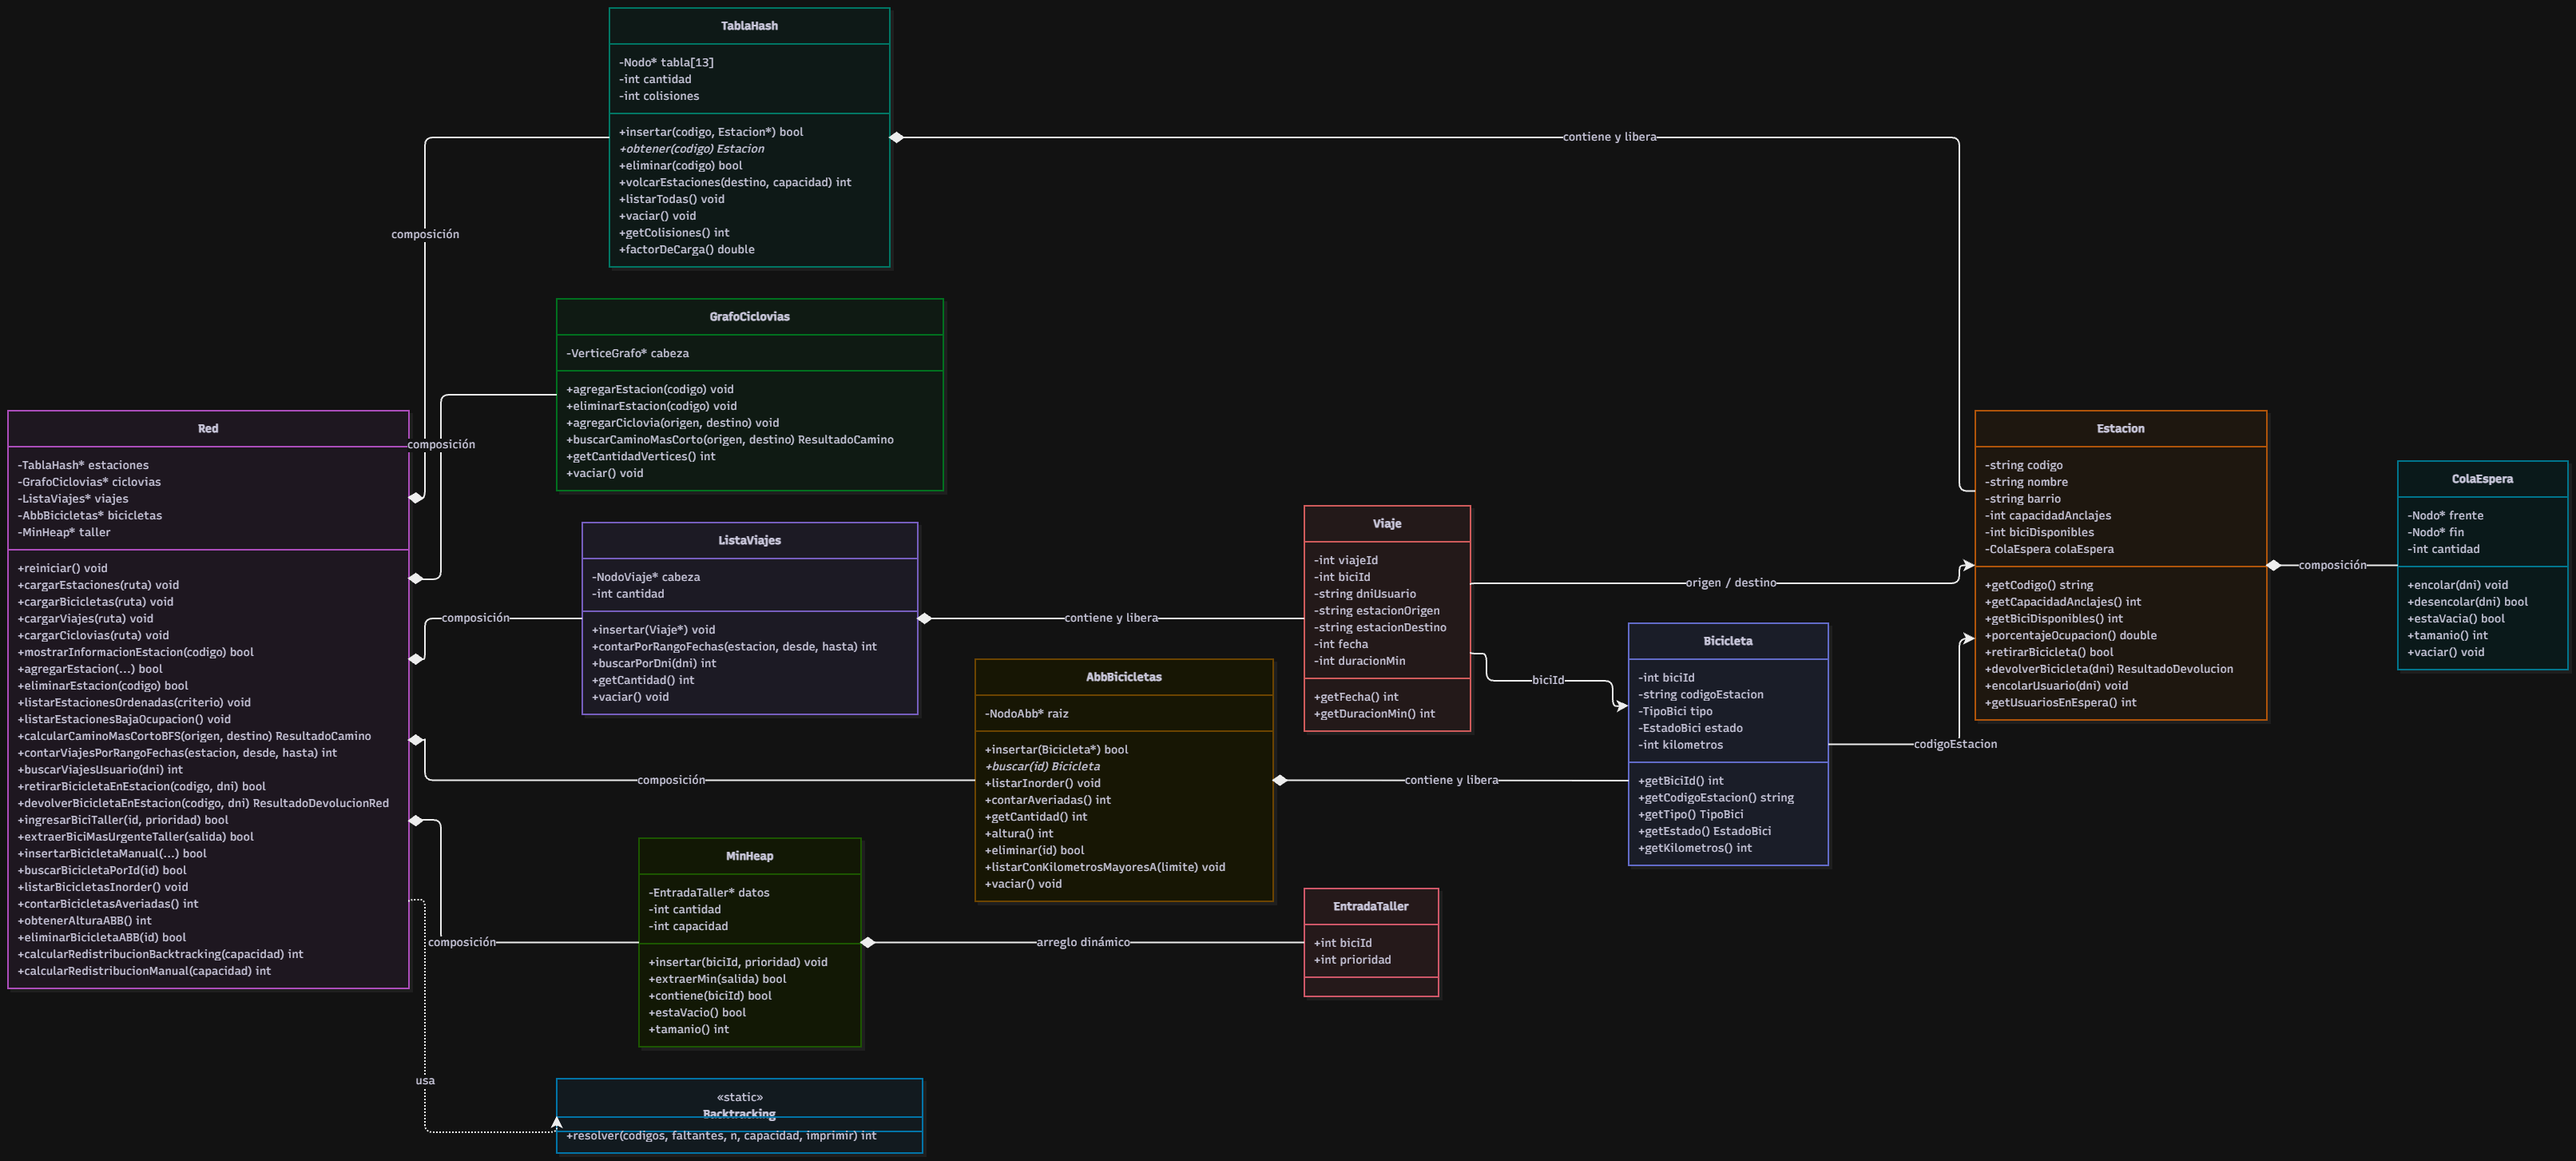 TablaHash
-Nodo* tabla[13]
-int cantidad
-int colisiones
+insertar(codigo, Estacion*) bool
+obtener(codigo) Estacion
+eliminar(codigo) bool
+volcarEstaciones(destino, capacidad) int
+listarTodas() void
+vaciar() void
+getColisiones() int
+factorDeCarga() double
contiene y libera
composición
GrafoCiclovias
-VerticeGrafo* cabeza
+agregarEstacion(codigo) void
+eliminarEstacion(codigo) void
+agregarCiclovia(origen, destino) void
+buscarCaminoMasCorto(origen, destino) ResultadoCamino
+getCantidadVertices() int
+vaciar() void
composición
Red
-TablaHash* estaciones
-GrafoCiclovias* ciclovias
-ListaViajes* viajes
-AbbBicicletas* bicicletas
-MinHeap* taller
+reiniciar() void
+cargarEstaciones(ruta) void
+cargarBicicletas(ruta) void
+cargarViajes(ruta) void
+cargarCiclovias(ruta) void
+mostrarInformacionEstacion(codigo) bool
+agregarEstacion(...) bool
+eliminarEstacion(codigo) bool
+listarEstacionesOrdenadas(criterio) void
+listarEstacionesBajaOcupacion() void
+calcularCaminoMasCortoBFS(origen, destino) ResultadoCamino
+contarViajesPorRangoFechas(estacion, desde, hasta) int
+buscarViajesUsuario(dni) int
+retirarBicicletaEnEstacion(codigo, dni) bool
+devolverBicicletaEnEstacion(codigo, dni) ResultadoDevolucionRed
+ingresarBiciTaller(id, prioridad) bool
+extraerBiciMasUrgenteTaller(salida) bool
+insertarBicicletaManual(...) bool
+buscarBicicletaPorId(id) bool
+listarBicicletasInorder() void
+contarBicicletasAveriadas() int
+obtenerAlturaABB() int
+eliminarBicicletaABB(id) bool
+calcularRedistribucionBacktracking(capacidad) int
+calcularRedistribucionManual(capacidad) int
composición
ListaViajes
-NodoViaje* cabeza
-int cantidad
+insertar(Viaje*) void
+contarPorRangoFechas(estacion, desde, hasta) int
+buscarPorDni(dni) int
+getCantidad() int
+vaciar() void
contiene y libera
Viaje
-int viajeId
-int biciId
-string dniUsuario
-string estacionOrigen
-string estacionDestino
-int fecha
-int duracionMin
+getFecha() int
+getDuracionMin() int
origen / destino
biciId
composición
AbbBicicletas
-NodoAbb* raiz
+insertar(Bicicleta*) bool
+buscar(id) Bicicleta
+listarInorder() void
+contarAveriadas() int
+getCantidad() int
+altura() int
+eliminar(id) bool
+listarConKilometrosMayoresA(limite) void
+vaciar() void
contiene y libera
Bicicleta
-int biciId
-string codigoEstacion
-TipoBici tipo
-EstadoBici estado
-int kilometros
+getBiciId() int
+getCodigoEstacion() string
+getTipo() TipoBici
+getEstado() EstadoBici
+getKilometros() int
codigoEstacion
Estacion
-string codigo
-string nombre
-string barrio
-int capacidadAnclajes
-int biciDisponibles
-ColaEspera colaEspera
+getCodigo() string
+getCapacidadAnclajes() int
+getBiciDisponibles() int
+porcentajeOcupacion() double
+retirarBicicleta() bool
+devolverBicicleta(dni) ResultadoDevolucion
+encolarUsuario(dni) void
+getUsuariosEnEspera() int
composición
ColaEspera
-Nodo* frente
-Nodo* fin
-int cantidad
+encolar(dni) void
+desencolar(dni) bool
+estaVacia() bool
+tamanio() int
+vaciar() void
composición
MinHeap
-EntradaTaller* datos
-int cantidad
-int capacidad
+insertar(biciId, prioridad) void
+extraerMin(salida) bool
+contiene(biciId) bool
+estaVacio() bool
+tamanio() int
arreglo dinámico
EntradaTaller
+int biciId
+int prioridad
usa
«static»
Backtracking
+resolver(codigos, faltantes, n, capacidad, imprimir) int